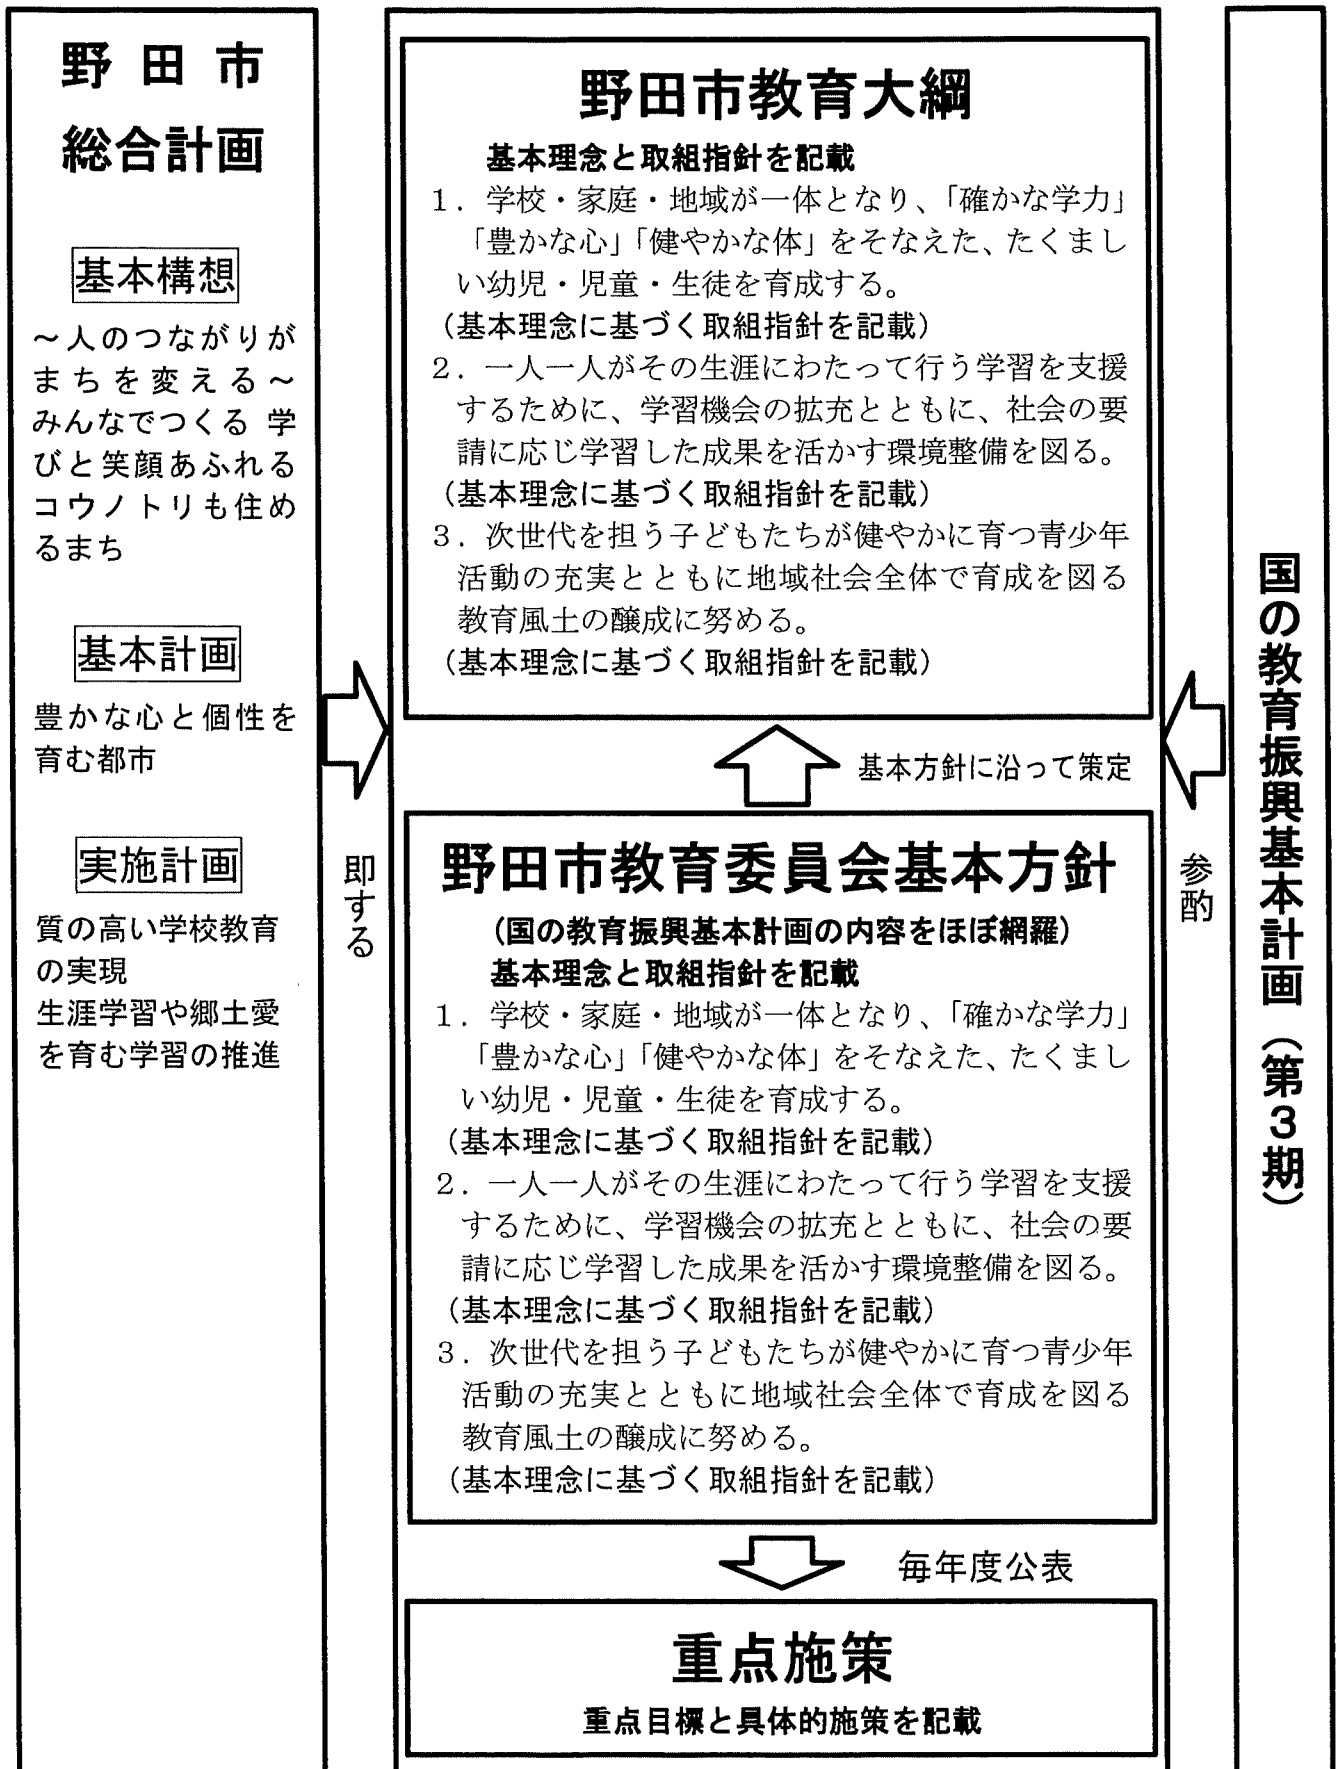 野田市
総合計画
基本構想
～人のつながりが
まちを変える～
みんなでつくる 学
びと笑顔あふれる
コウノトリも住め
るまち
基本計画
豊かな心と個性を
育む都市
実施計画
質の高い学校教育
の実現
生涯学習や郷土愛
を育む学習の推進
即する
野田市教育大綱
基本理念と取組指針を記載
１．学校・家庭・地域が一体となり、「確かな学力」
「豊かな心」「健やかな体」をそなえた、たくまし
い幼児・児童・生徒を育成する。
（基本理念に基づく取組指針を記載）
２．一人一人がその生涯にわたって行う学習を支援
するために、学習機会の拡充とともに、社会の要
請に応じ学習した成果を活かす環境整備を図る。
（基本理念に基づく取組指針を記載）
３．次世代を担う子どもたちが健やかに育つ青少年
活動の充実とともに地域社会全体で育成を図る
教育風土の醸成に努める。
（基本理念に基づく取組指針を記載）
基本方針に沿って策定
野田市教育委員会基本方針
（国の教育振興基本計画の内容をほぼ網羅）
基本理念と取組指針を記載
１．学校・家庭・地域が一体となり、「確かな学力」
「豊かな心」「健やかな体」をそなえた、たくまし
い幼児・児童・生徒を育成する。
（基本理念に基づく取組指針を記載）
２．一人一人がその生涯にわたって行う学習を支援
するために、学習機会の拡充とともに、社会の要
請に応じ学習した成果を活かす環境整備を図る。
（基本理念に基づく取組指針を記載）
３．次世代を担う子どもたちが健やかに育つ青少年
活動の充実とともに地域社会全体で育成を図る
教育風土の醸成に努める。
（基本理念に基づく取組指針を記載）
毎年度公表
重点施策
重点目標と具体的施策を記載
参酌
国の教育振興基本計画（第３期）